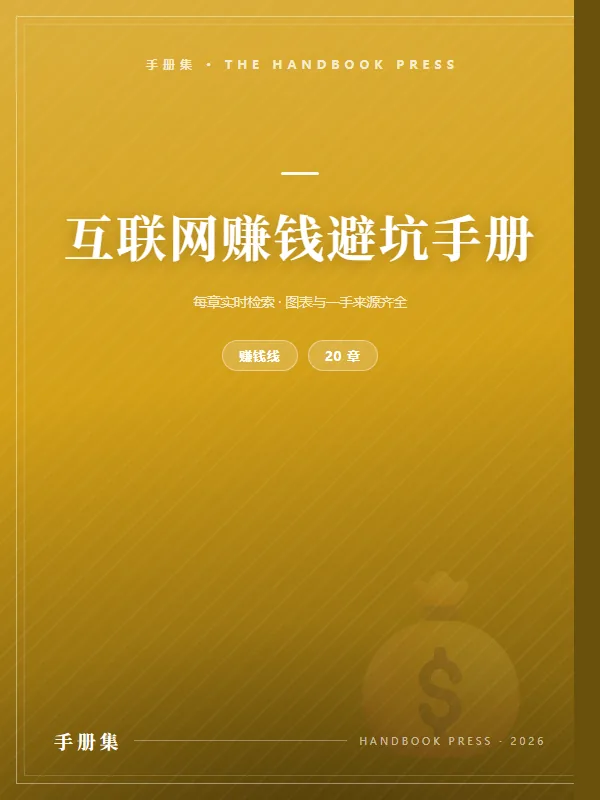 手册集 • THE HANDBOOK PRESS
互联网赚钱避坑手册
每章实时检索 · 图表与一手来源齐全
赚钱线 20 章
$
手册集 HANDBOOK PRESS · 2026